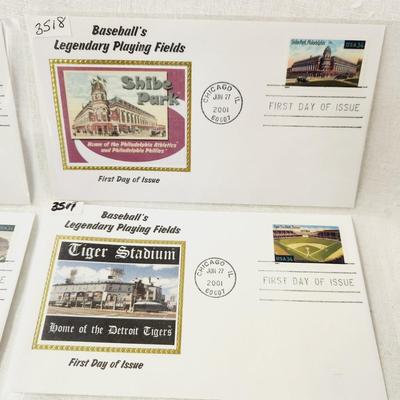 3518
Baseball's
Legendary Playing Fields
Shibe
Park
Home of the Philadelphia Athletics
and Philadelphia Phillies
First Day of Issue
CHICAGO IL
JUN 27
2001
60607
Shibe Park, Philadelphia
USA 34
FIRST DAY OF ISSUE
3519
Baseball's
Legendary Playing Fields
Tiger Stadium
Home of the Detroit Tigers
First Day of Issue
CHICAGO IL
JUN 27
2001
60607
USA 34
FIRST DAY OF ISSUE